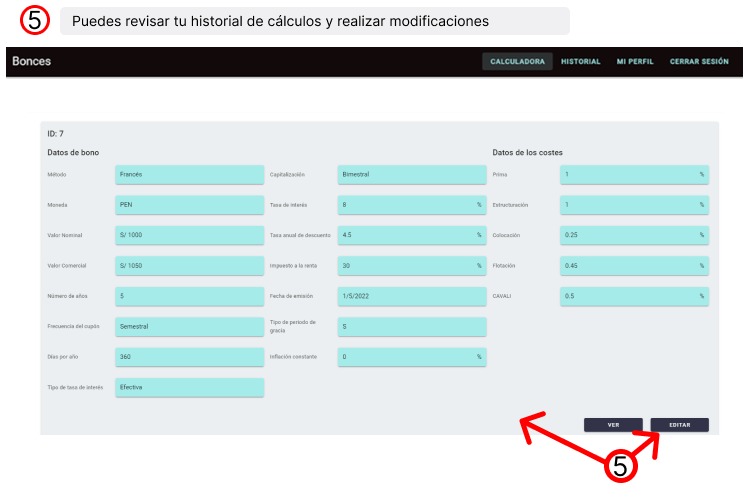 5 Puedes revisar tu historial de cálculos y realizar modificaciones
Bonces CALCULADORA HISTORIAL MI PERFIL CERRAR SESIÓN
ID: 7
Datos de bono Datos de los costes
Método Francés Capitalización Bimestral Prima 1 %
Moneda PEN Tasa de interés 8 % Estructuración 1 %
Valor Nominal S/ 1000 Tasa anual de descuento 4.5 % Colocación 0.25 %
Valor Comercial S/ 1050 Impuesto a la renta 30 % Flotación 0.45 %
Número de años 5 Fecha de emisión 1/5/2022 CAVALI 0.5 %
Frecuencia del cupón Semestral Tipo de periodo de gracia S
Días por año 360 Inflación constante 0 %
Tipo de tasa de interés Efectiva
VER EDITAR
5